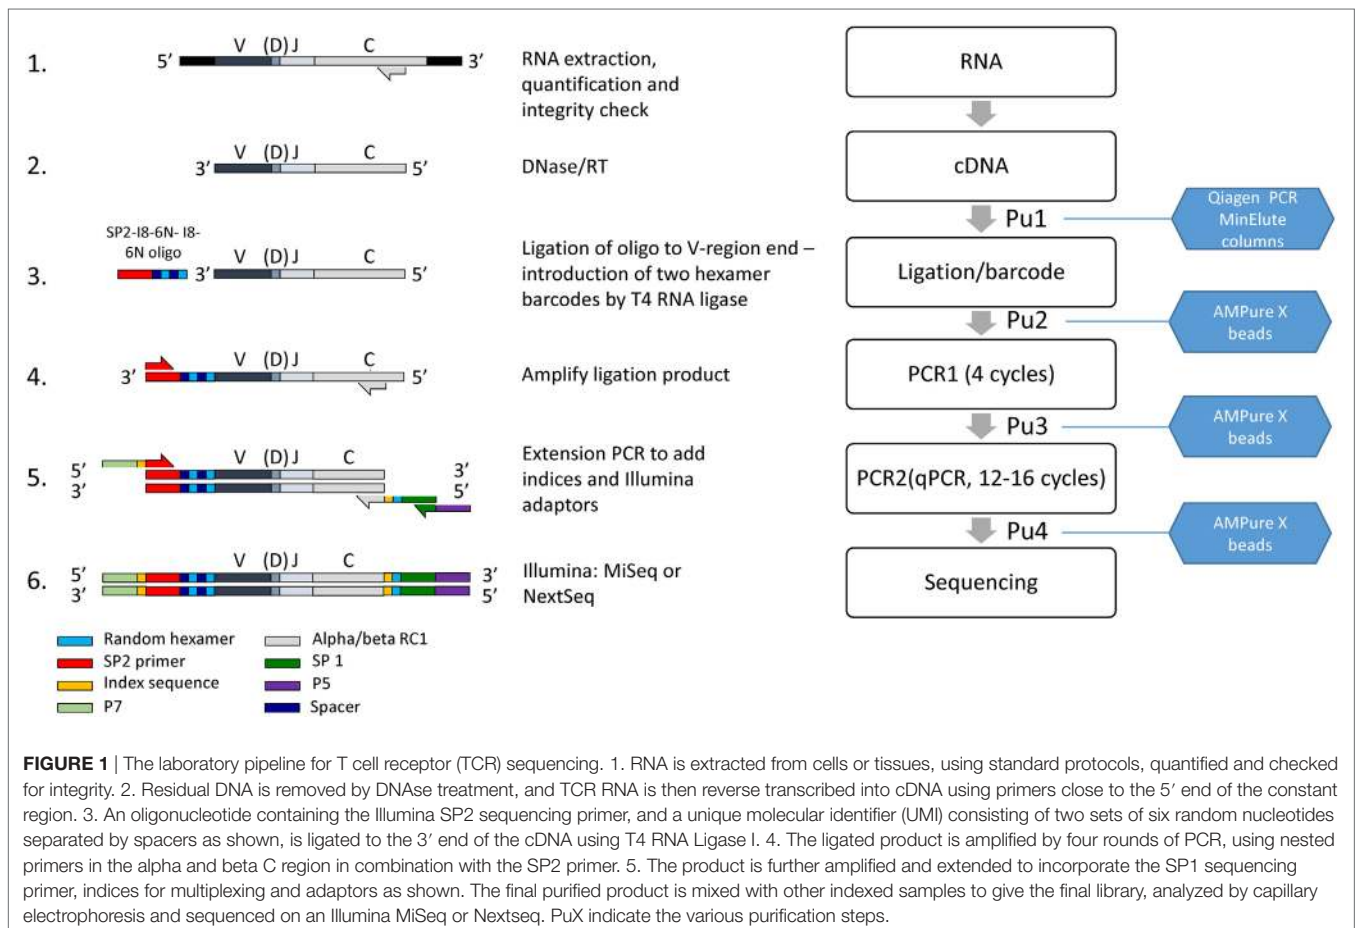 1.
5′ V (D) J C 3′
RNA extraction,
quantification and
integrity check
RNA
2.
3′ V (D) J C 5′
DNase/RT
cDNA
Pu1
Qiagen PCR
MinElute
columns
3.
SP2-I8-6N- I8-
6N oligo
3′ V (D) J C 5′
Ligation of oligo to V-region end –
introduction of two hexamer
barcodes by T4 RNA ligase
Ligation/barcode
Pu2
AMPure X
beads
4.
3′ V (D) J C 5′
Amplify ligation product
PCR1 (4 cycles)
Pu3
AMPure X
beads
5.
V (D) J C
5′ 3′
3′ 5′
Extension PCR to add
indices and Illumina
adaptors
PCR2(qPCR, 12-16 cycles)
Pu4
AMPure X
beads
6.
V (D) J C
5′ 3′
3′ 5′
Illumina: MiSeq or
NextSeq
Sequencing
Random hexamer
SP2 primer
Index sequence
P7
Alpha/beta RC1
SP 1
P5
Spacer
FIGURE 1 | The laboratory pipeline for T cell receptor (TCR) sequencing. 1. RNA is extracted from cells or tissues, using standard protocols, quantified and checked
for integrity. 2. Residual DNA is removed by DNAse treatment, and TCR RNA is then reverse transcribed into cDNA using primers close to the 5′ end of the constant
region. 3. An oligonucleotide containing the Illumina SP2 sequencing primer, and a unique molecular identifier (UMI) consisting of two sets of six random nucleotides
separated by spacers as shown, is ligated to the 3′ end of the cDNA using T4 RNA Ligase I. 4. The ligated product is amplified by four rounds of PCR, using nested
primers in the alpha and beta C region in combination with the SP2 primer. 5. The product is further amplified and extended to incorporate the SP1 sequencing
primer, indices for multiplexing and adaptors as shown. The final purified product is mixed with other indexed samples to give the final library, analyzed by capillary
electrophoresis and sequenced on an Illumina MiSeq or Nextseq. PuX indicate the various purification steps.